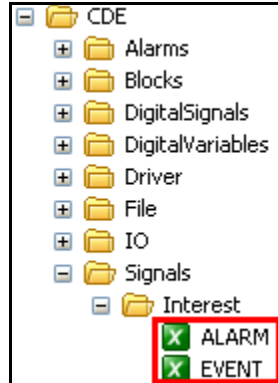 CDE
Alarms
Blocks
DigitalSignals
DigitalVariables
Driver
File
IO
Signals
Interest
ALARM
EVENT